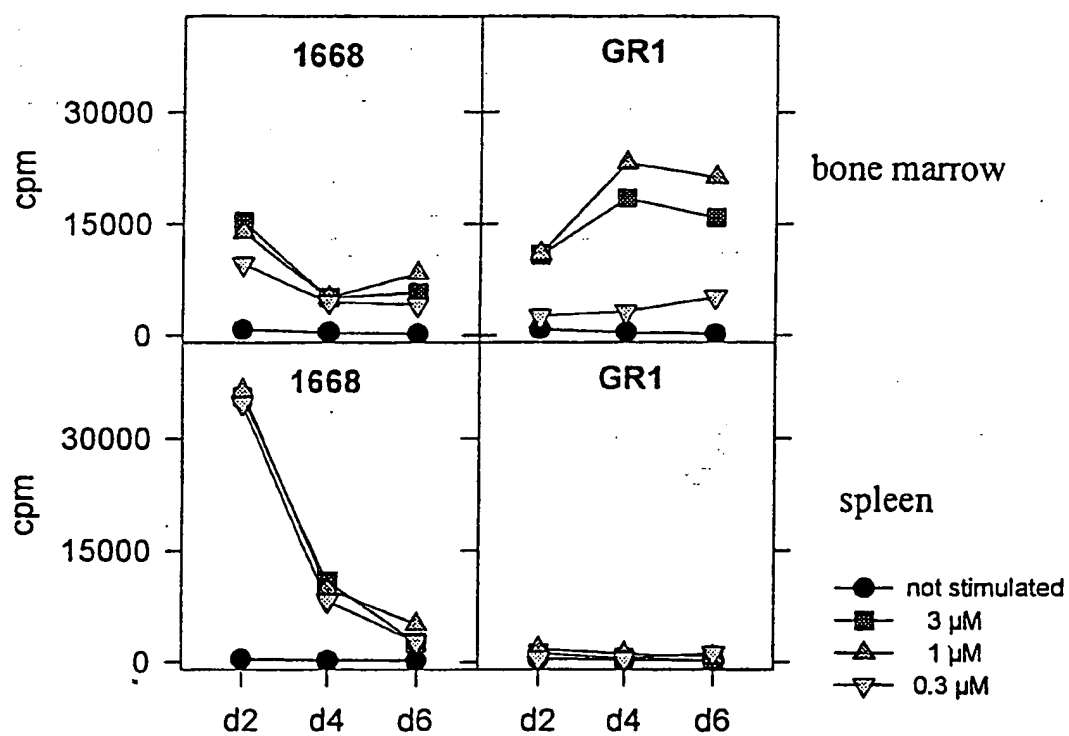 1668
GR1
30000
15000
0
cpm
bone marrow
1668
GR1
30000
15000
0
cpm
spleen
d2
d4
d6
d2
d4
d6
not stimulated
3 µM
1 µM
0.3 µM